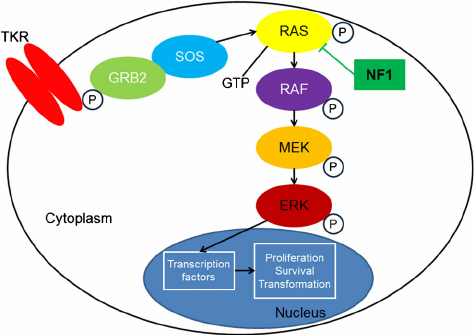 TKR
GRB2
P
SOS
RAS
P
GTP
NF1
RAF
P
MEK
P
ERK
P
Cytoplasm
Transcription
factors
Proliferation
Survival
Transformation
Nucleus